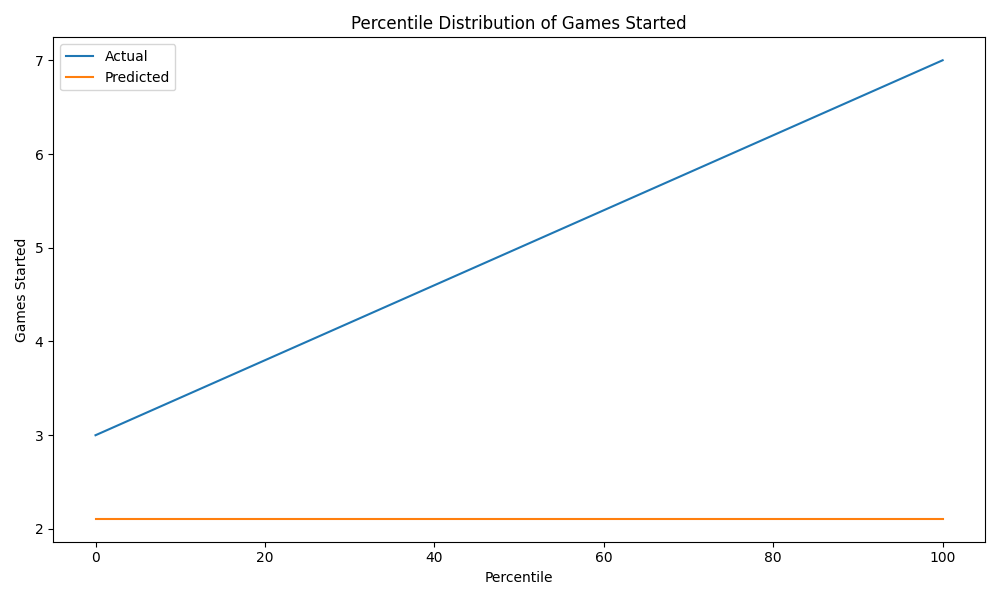 Percentile Distribution of Games Started
Actual
Predicted
7
6
5
4
3
2
Games Started
0 20 40 60 80 100
Percentile